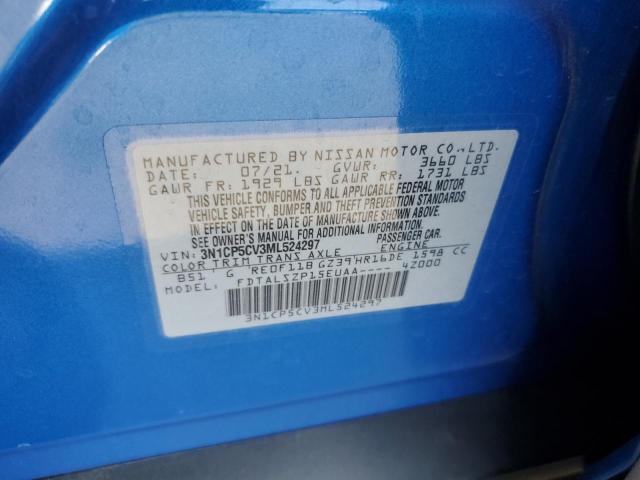 MANUFACTURED BY NISSAN MOTOR CO.,LTD.
DATE: 07/21. GVWR: 3660 LBS
GAWR FR: 1929 LBS GAWR RR: 1731 LBS
THIS VEHICLE CONFORMS TO ALL APPLICABLE FEDERAL MOTOR
VEHICLE SAFETY, BUMPER AND THEFT PREVENTION STANDARDS
IN EFFECT ON THE DATE OF MANUFACTURE SHOWN ABOVE.
SEE OWNER'S MANUAL FOR ADDITIONAL INFORMATION.
VIN: 3N1CP5CV3ML524297 PASSENGER CAR.
COLOR TRIM TRANS AXLE ENGINE
B51 G RE0F11B GZ39 HR16DE 1598 CC
FDTALSZP15EUAA---- 4Z000
3N1CP5CV3ML524297